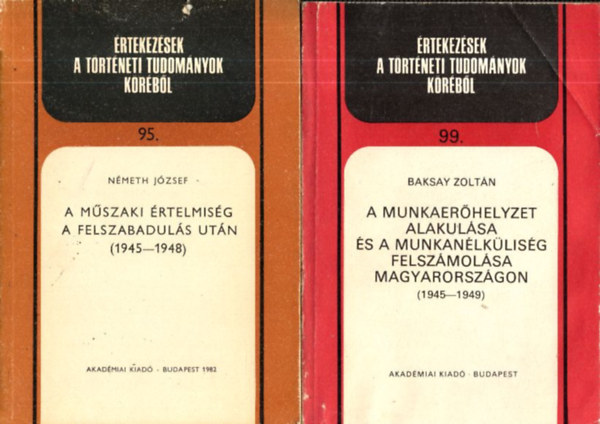 ÉRTEKEZÉSEK
A TÖRTÉNETI TUDOMÁNYOK
KÖRÉBŐL
95.
NÉMETH JÓZSEF
A MŰSZAKI ÉRTELMISÉG
A FELSZABADULÁS UTÁN
(1945—1948)
AKADÉMIAI KIADÓ - BUDAPEST 1982
ÉRTEKEZÉSEK
A TÖRTÉNETI TUDOMÁNYOK
KÖRÉBŐL
99.
BAKSAY ZOLTÁN
A MUNKAERŐHELYZET
ALAKULÁSA
ÉS A MUNKANÉLKÜLISÉG
FELSZÁMOLÁSA
MAGYARORSZÁGON
(1945—1949)
AKADÉMIAI KIADÓ · BUDAPEST